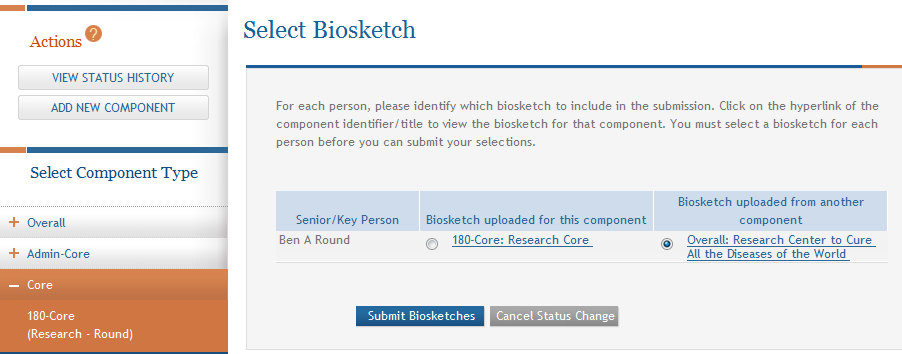 Actions ?
VIEW STATUS HISTORY
ADD NEW COMPONENT
Select Component Type
+ Overall
+ Admin-Core
– Core
180-Core
(Research - Round)
Select Biosketch
For each person, please identify which biosketch to include in the submission. Click on the hyperlink of the
component identifier/title to view the biosketch for that component. You must select a biosketch for each
person before you can submit your selections.
Senior/Key Person
Biosketch uploaded for this component
Biosketch uploaded from another
component
Ben A Round
180-Core: Research Core
Overall: Research Center to Cure
All the Diseases of the World
Submit Biosketches
Cancel Status Change